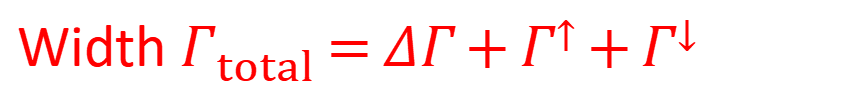 Width Γ_total = ΔΓ + Γ↑ + Γ↓